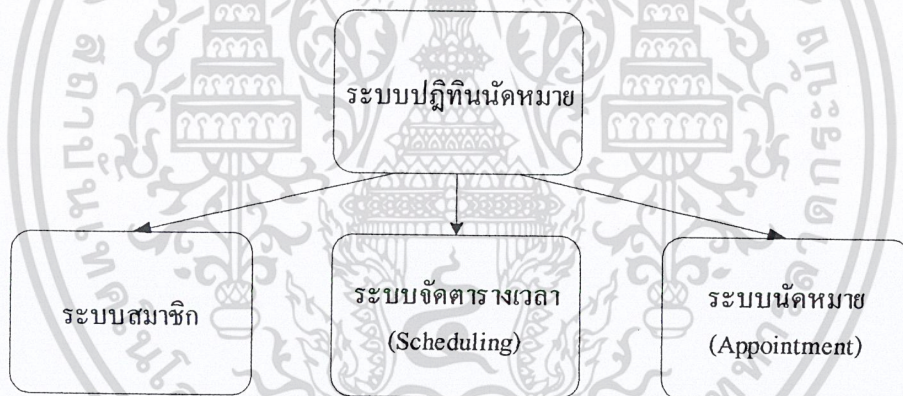 ระบบปฎิทินนัดหมาย
ระบบสมาชิก
ระบบจัดตารางเวลา
(Scheduling)
ระบบนัดหมาย
(Appointment)